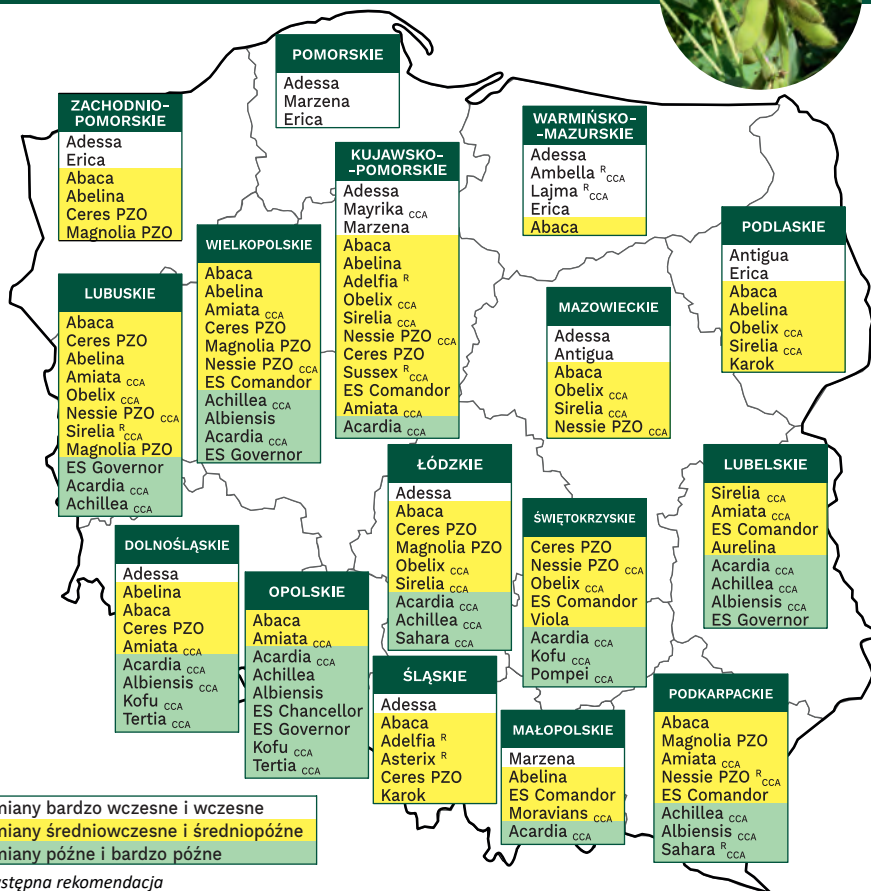 POMORSKIE
Adessa
Marzena
Erica
ZACHODNIO-
POMORSKIE
Adessa
Erica
Abaca
Abelina
Ceres PZO
Magnolia PZO
WARMIŃSKO-
-MAZURSKIE
Adessa
Ambella R CCA
Lajma R CCA
Erica
Abaca
KUJAWSKO-
-POMORSKIE
Adessa
Mayrika CCA
Marzena
Abaca
Abelina
Adelfia R
Obelix CCA
Sirelia CCA
Nessie PZO CCA
Ceres PZO
Sussex R CCA
ES Comandor
Amiata CCA
Acardia CCA
PODLASKIE
Antigua
Erica
Abaca
Abelina
Obelix CCA
Sirelia CCA
Karok
WIELKOPOLSKIE
Abaca
Abelina
Amiata CCA
Ceres PZO
Magnolia PZO
Nessie PZO CCA
ES Comandor
Achillea CCA
Albiensis
Acardia CCA
ES Governor
LUBUSKIE
Abaca
Ceres PZO
Abelina
Amiata CCA
Obelix CCA
Nessie PZO CCA
Sirelia R CCA
Magnolia PZO
ES Governor
Acardia CCA
Achillea CCA
MAZOWIECKIE
Adessa
Antigua
Abaca
Obelix CCA
Sirelia CCA
Nessie PZO CCA
ŁÓDZKIE
Adessa
Abaca
Ceres PZO
Magnolia PZO
Obelix CCA
Sirelia CCA
Acardia CCA
Achillea CCA
Sahara CCA
LUBELSKIE
Sirelia CCA
Amiata CCA
ES Comandor
Aurelina
Acardia CCA
Achillea CCA
Albiensis CCA
ES Governor
ŚWIĘTOKRZYSKIE
Ceres PZO
Nessie PZO CCA
Obelix CCA
ES Comandor
Viola
Acardia CCA
Kofu CCA
Pompei CCA
DOLNOŚLĄSKIE
Adessa
Abelina
Abaca
Ceres PZO
Amiata CCA
Acardia CCA
Albiensis CCA
Kofu CCA
Tertia CCA
OPOLSKIE
Abaca
Amiata CCA
Acardia CCA
Achillea
Albiensis
ES Chancellor
ES Governor
Kofu CCA
Tertia CCA
ŚLĄSKIE
Adessa
Abaca
Adelfia R
Asterix R
Ceres PZO
Karok
MAŁOPOLSKIE
Marzena
Abelina
ES Comandor
Moravians CCA
Acardia CCA
PODKARPACKIE
Abaca
Magnolia PZO
Amiata CCA
Nessie PZO R CCA
ES Comandor
Achillea CCA
Albiensis CCA
Sahara R CCA
miany bardzo wczesne i wczesne
miany średniowczesne i średniopóźne
miany późne i bardzo późne
stępna rekomendacja